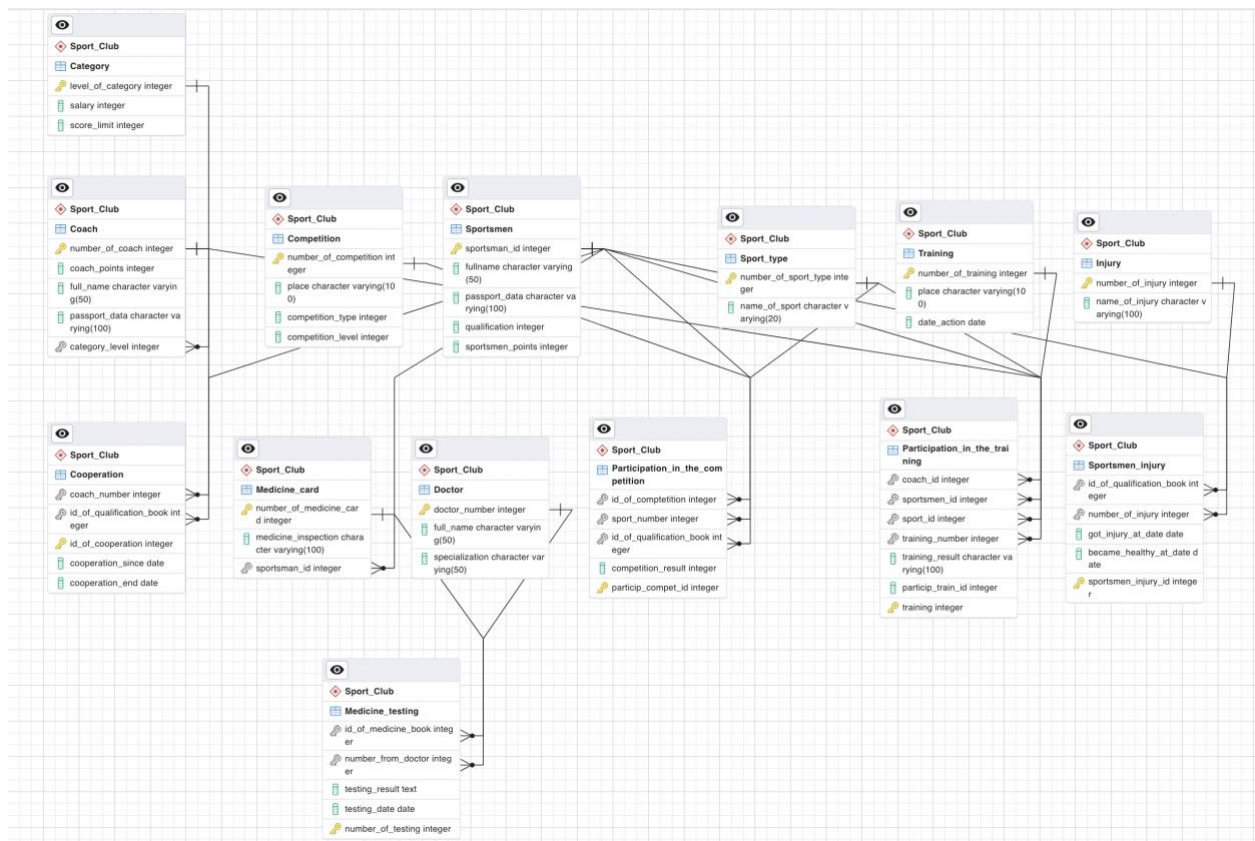 Sport_Club
Category
level_of_category integer
salary integer
score_limit integer
Sport_Club
Coach
number_of_coach integer
coach_points integer
full_name character varyin
g(50)
passport_data character va
rying(100)
category_level integer
Sport_Club
Competition
number_of_competition int
eger
place character varying(10
0)
competition_type integer
competition_level integer
Sport_Club
Sportsmen
sportsman_id integer
fullname character varying
(50)
passport_data character va
rying(100)
qualification integer
sportsmen_points integer
Sport_Club
Sport_type
number_of_sport_type inte
ger
name_of_sport character v
arying(20)
Sport_Club
Training
number_of_training integer
place character varying(10
0)
date_action date
Sport_Club
Injury
number_of_injury integer
name_of_injury character v
arying(100)
Sport_Club
Cooperation
coach_number integer
id_of_qualification_book int
eger
id_of_cooperation integer
cooperation_since date
cooperation_end date
Sport_Club
Medicine_card
number_of_medicine_car
d integer
medicine_inspection chara
cter varying(100)
sportsman_id integer
Sport_Club
Doctor
doctor_number integer
full_name character varyin
g(50)
specialization character var
ying(50)
Sport_Club
Participation_in_the_com
petition
id_of_comptetition integer
sport_number integer
id_of_qualification_book int
eger
competition_result integer
particip_compet_id integer
Sport_Club
Participation_in_the_trai
ning
coach_id integer
sportsmen_id integer
sport_id integer
training_number integer
training_result character va
rying(100)
particip_train_id integer
training integer
Sport_Club
Sportsmen_injury
id_of_qualification_book int
eger
number_of_injury integer
got_injury_at_date date
became_healthy_at_date d
ate
sportsmen_injury_id intege
r
Sport_Club
Medicine_testing
id_of_medicine_book integ
er
number_from_doctor integ
er
testing_result text
testing_date date
number_of_testing integer